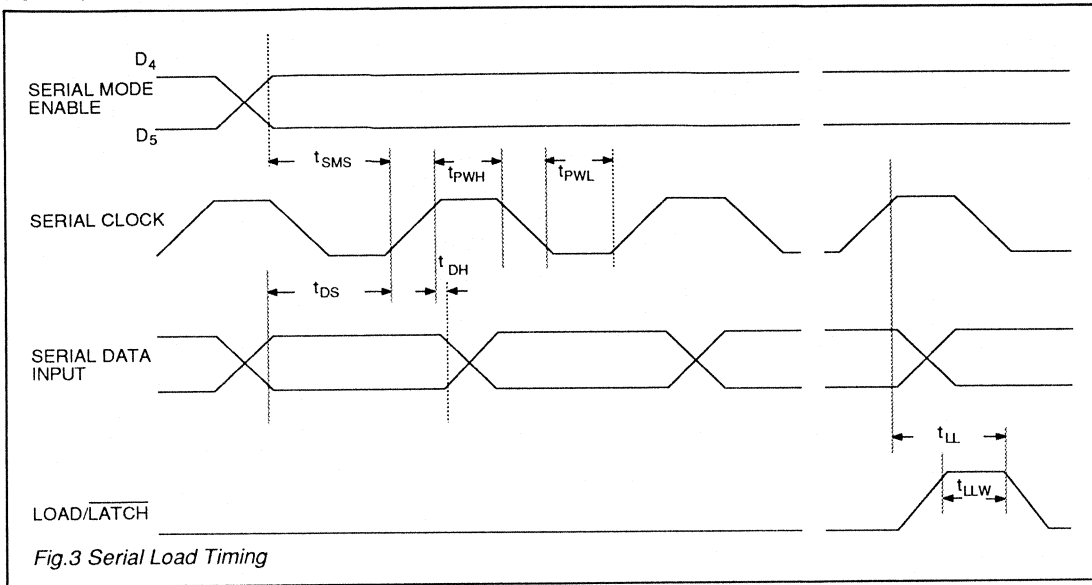 D4
SERIAL MODE
ENABLE
D5
tSMS
tPWH
tPWL
SERIAL CLOCK
tDH
tDS
SERIAL DATA
INPUT
tLL
tLLW
LOAD/LATCH
Fig.3 Serial Load Timing